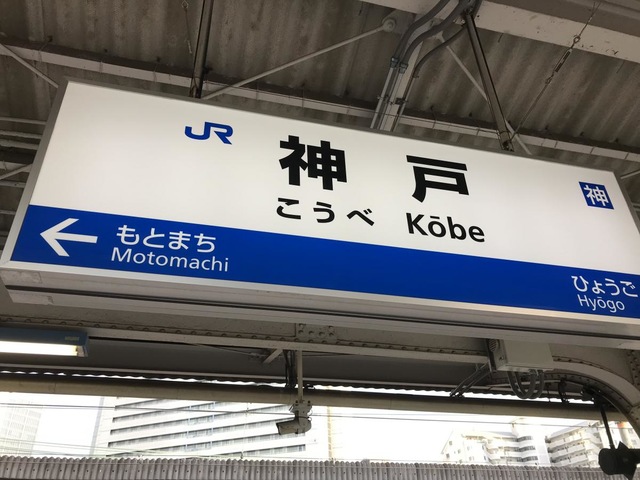 JR
神戸
神
こうべ Kōbe
← もとまち
Motomachi
ひょうご
Hyōgo